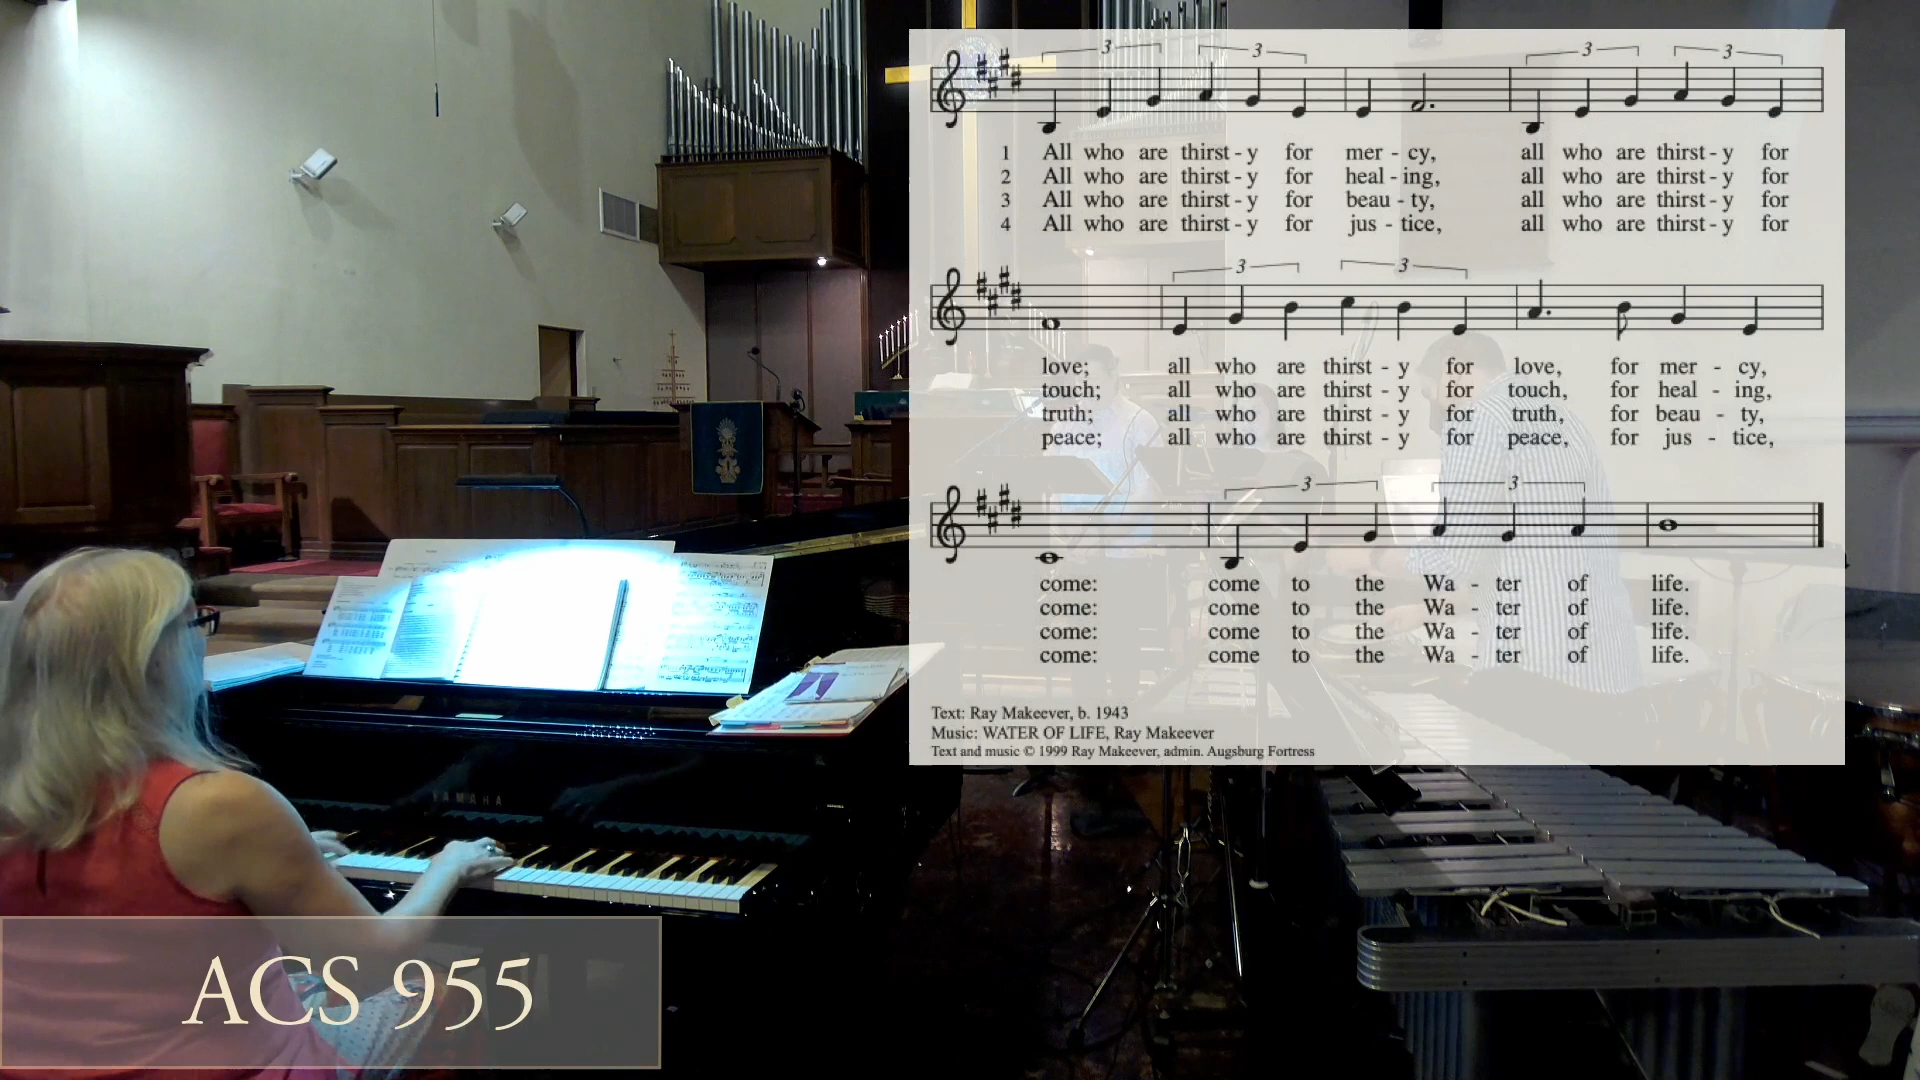 3 3 3 3
1 All who are thirst - y for mer - cy, all who are thirst - y for
2 All who are thirst - y for heal - ing, all who are thirst - y for
3 All who are thirst - y for beau - ty, all who are thirst - y for
4 All who are thirst - y for jus - tice, all who are thirst - y for
3 3
love; all who are thirst - y for love, for mer - cy,
touch; all who are thirst - y for touch, for heal - ing,
truth; all who are thirst - y for truth, for beau - ty,
peace; all who are thirst - y for peace, for jus - tice,
3 3
come: come to the Wa - ter of life.
come: come to the Wa - ter of life.
come: come to the Wa - ter of life.
come: come to the Wa - ter of life.
Text: Ray Makeever, b. 1943
Music: WATER OF LIFE, Ray Makeever
Text and music © 1999 Ray Makeever, admin. Augsburg Fortress
YAMAHA
ACS 955